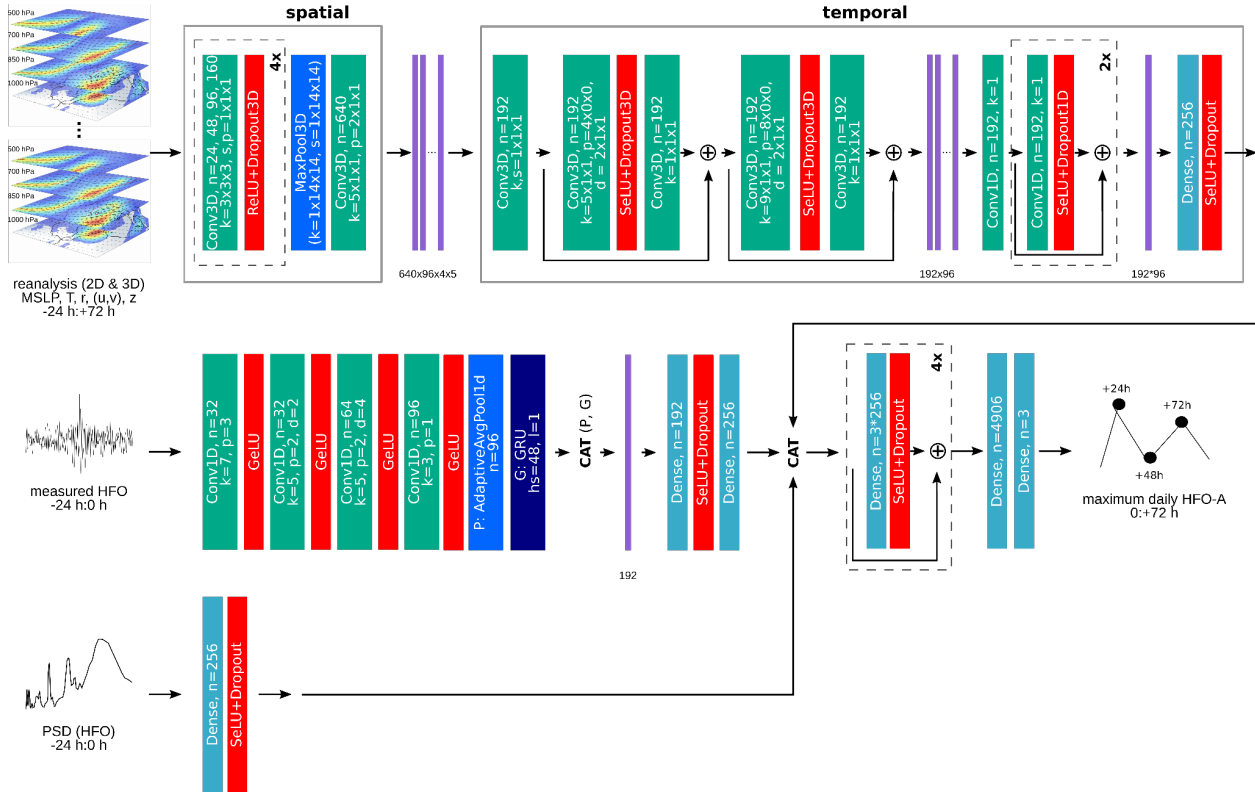 spatial
temporal
500 hPa
700 hPa
850 hPa
1000 hPa
500 hPa
700 hPa
850 hPa
1000 hPa
reanalysis (2D & 3D)
MSLP, T, r, (u,v), z
-24 h:+72 h
Conv3D, n=24, 48, 96, 160
k=3x3x3, s,p=1x1x1
ReLU+Dropout3D
4x
MaxPool3D
(k=1x14x14, s=1x14x14)
Conv3D, n=640
k=5x1x1, p=2x1x1
...
640x96x4x5
Conv3D, n=192
k,s=1x1x1
Conv3D, n=192
k=5x1x1, p=4x0x0,
d = 2x1x1
SeLU+Dropout3D
Conv3D, n=192
k=1x1x1
Conv3D, n=192
k=9x1x1, p=8x0x0,
d = 2x1x1
SeLU+Dropout3D
Conv3D, n=192
k=1x1x1
...
192x96
Conv1D, n=192, k=1
Conv1D, n=192, k=1
SeLU+Dropout1D
2x
192*96
Dense, n=256
SeLU+Dropout
measured HFO
-24 h:0 h
Conv1D, n=32
k=7, p=3
GeLU
Conv1D, n=32
k=5, p=2, d=2
GeLU
Conv1D, n=64
k=5, p=2, d=4
GeLU
Conv1D, n=96
k=3, p=1
GeLU
P: AdaptiveAvgPool1d
n=96
G: GRU
hs=48, l=1
CAT (P, G)
192
Dense, n=192
SeLU+Dropout
Dense, n=256
CAT
Dense, n=3*256
SeLU+Dropout
4x
Dense, n=4906
Dense, n=3
+24h
+72h
+48h
maximum daily HFO-A
0:+72 h
PSD (HFO)
-24 h:0 h
Dense, n=256
SeLU+Dropout